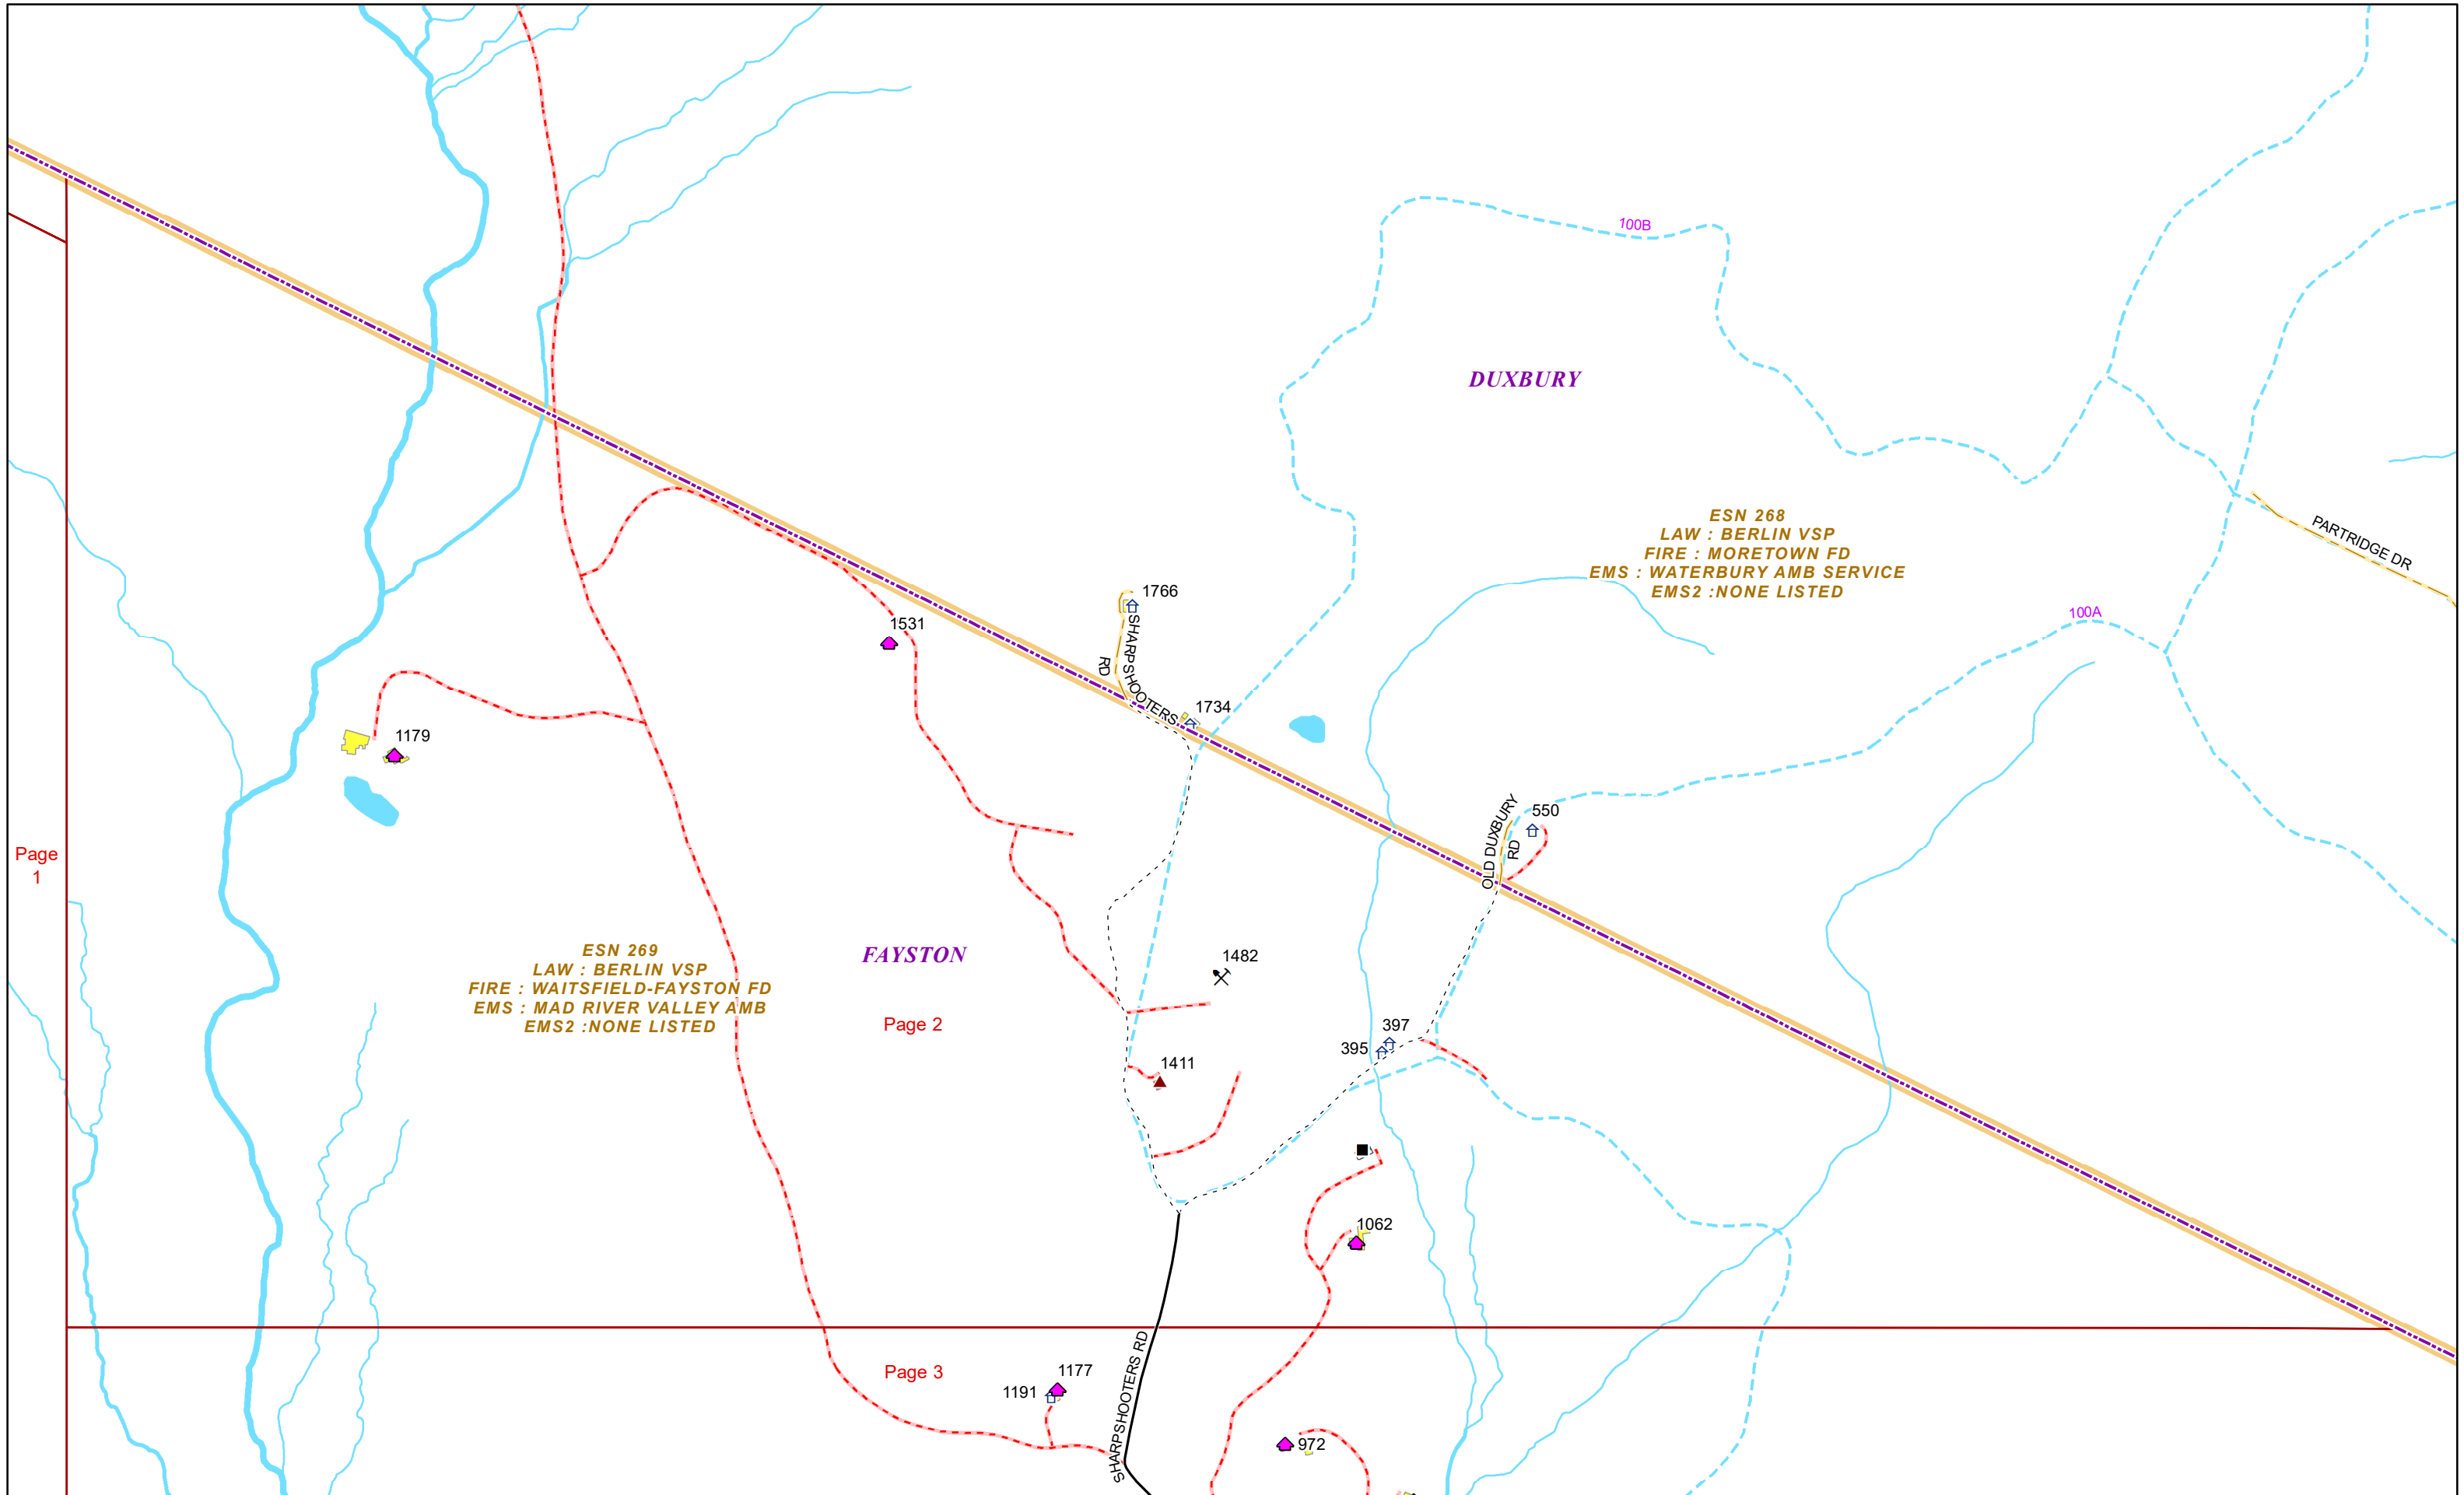 100B
DUXBURY
ESN 268
LAW : BERLIN VSP
FIRE : MORETOWN FD
EMS : WATERBURY AMB SERVICE
EMS2 :NONE LISTED
PARTRIDGE DR
100A
1766
SHARPSHOOTERS
RD
1531
1734
1179
550
OLD DUXBURY
RD
Page
1
FAYSTON
ESN 269
LAW : BERLIN VSP
FIRE : WAITSFIELD-FAYSTON FD
EMS : MAD RIVER VALLEY AMB
EMS2 :NONE LISTED
1482
Page 2
397
395
1411
1062
SHARPSHOOTERS RD
Page 3
1177
1191
972